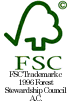 ©
FSC
FSC Trademark c
1996 Forest
Stewardship Council
A.C.